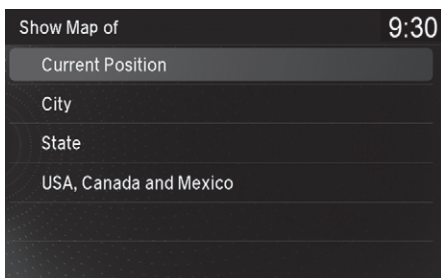 Show Map of
9:30
Current Position
City
State
USA, Canada and Mexico